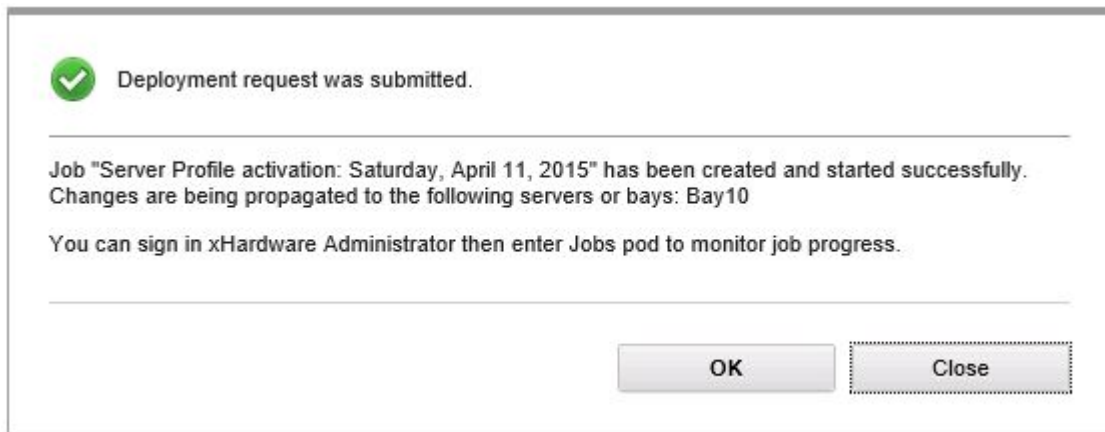 Deployment request was submitted.
Job "Server Profile activation: Saturday, April 11, 2015" has been created and started successfully.
Changes are being propagated to the following servers or bays: Bay10
You can sign in xHardware Administrator then enter Jobs pod to monitor job progress.
OK Close